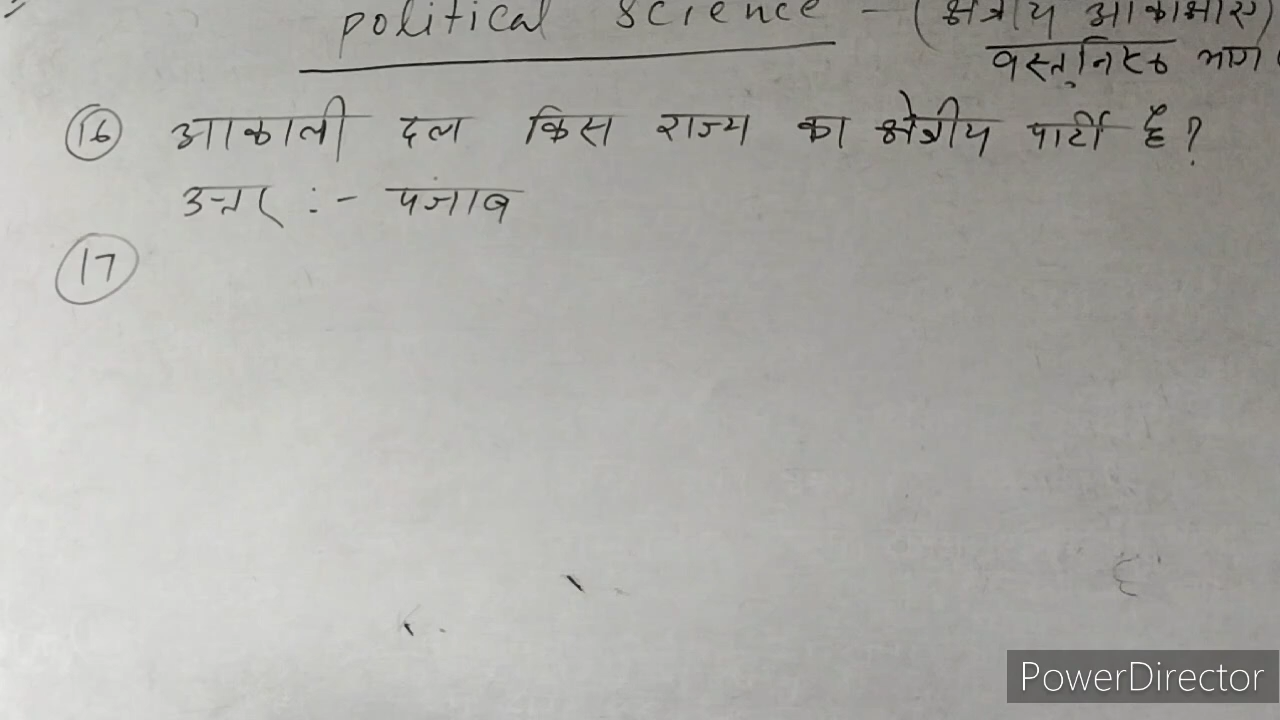 political science - (क्षेत्रीय आकांक्षाएं)
वस्तुनिष्ठ भाग
(16) आकाली दल किस राज्य का क्षेत्रीय पार्टी है ?
उत्तर :- पंजाब
(17)
PowerDirector